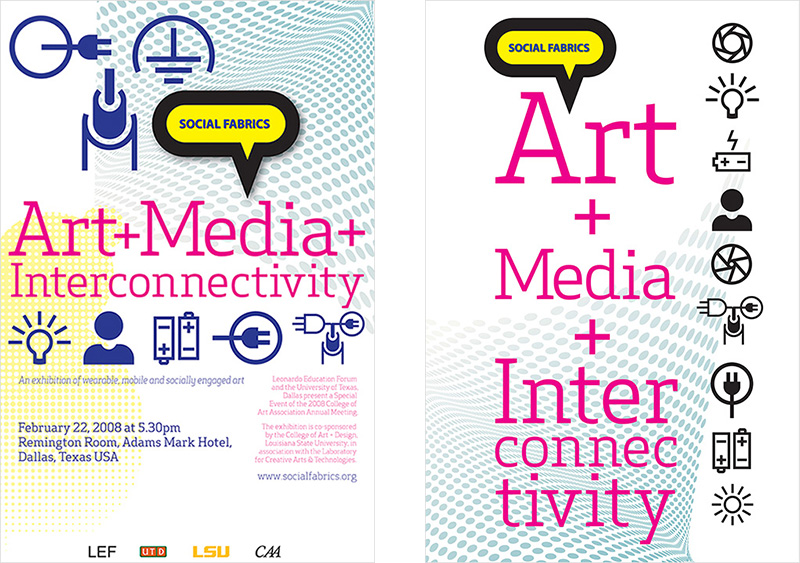 SOCIAL FABRICS
Art+Media+
Interconnectivity
An exhibition of wearable, mobile and socially engaged art
February 22, 2008 at 5.30pm
Remington Room, Adams Mark Hotel,
Dallas, Texas USA
Leonardo Education Forum
and the University of Texas,
Dallas present a Special
Event of the 2008 College of
Art Association Annual Meeting.
The exhibition is co-sponsored
by the College of Art + Design,
Louisiana State University, in
association with the Laboratory
for Creative Arts & Technologies.
www.socialfabrics.org
LEF
UTD
LSU
CAA
SOCIAL FABRICS
Art
+
Media
+
Inter
connec
tivity